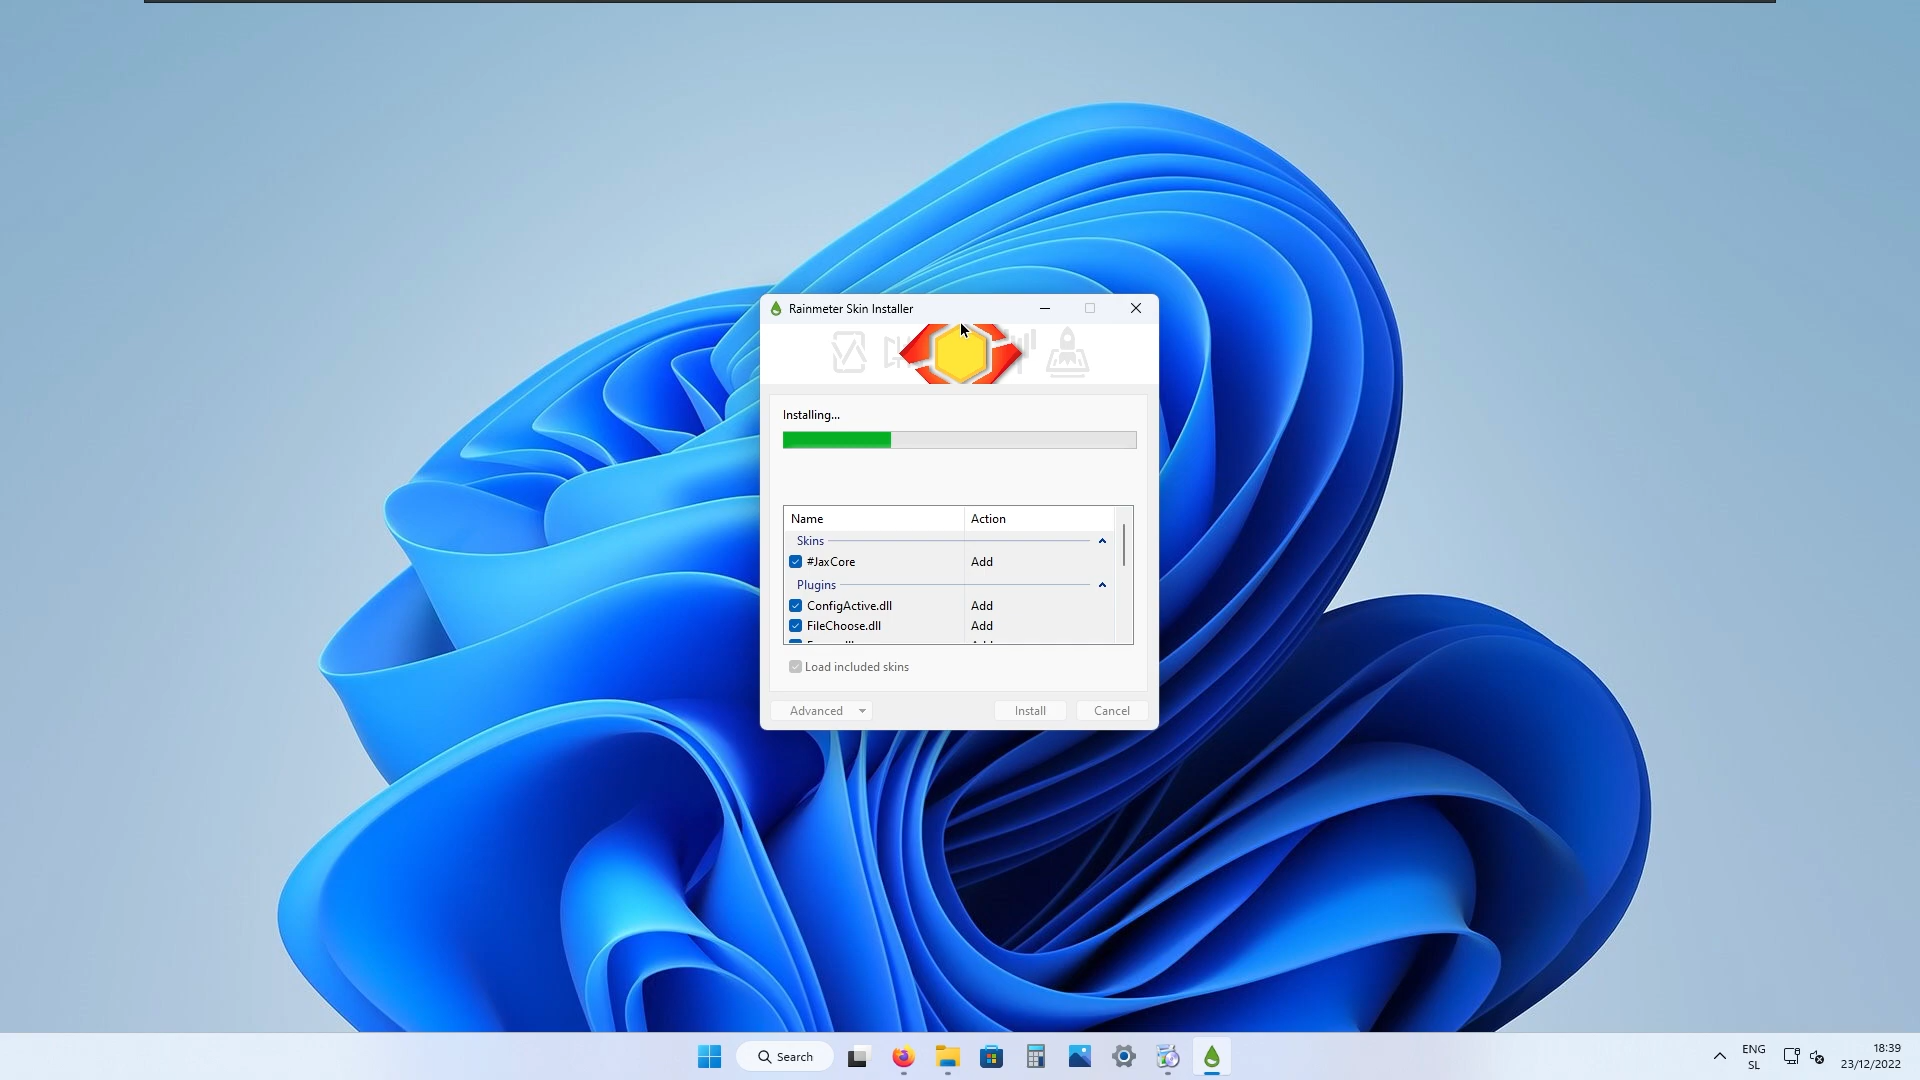 Rainmeter Skin Installer
Installing...
Name Action
Skins
#JaxCore Add
Plugins
ConfigActive.dll Add
FileChoose.dll Add
Load included skins
Advanced Install Cancel
Search
ENG
SL
18:39
23/12/2022